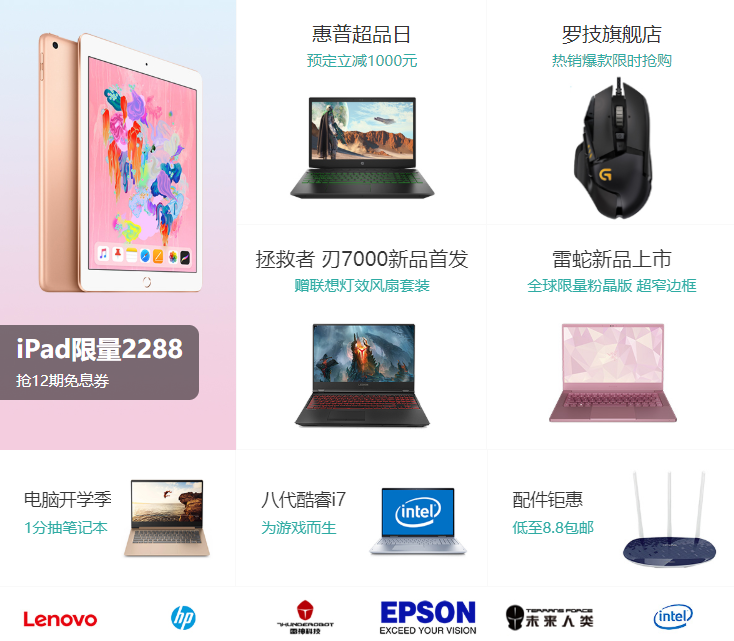 惠普超品日
预定立减1000元
罗技旗舰店
热销爆款限时抢购
iPad限量2288
抢12期免息券
拯救者 刃7000新品首发
赠联想灯效风扇套装
雷蛇新品上市
全球限量粉晶版 超窄边框
电脑开学季
1分抽笔记本
八代酷睿i7
为游戏而生
intel
配件钜惠
低至8.8包邮
Lenovo
hp
THUNDEROBOT
雷神科技
EPSON
EXCEED YOUR VISION
TERRANS FORCE
未来人类
intel